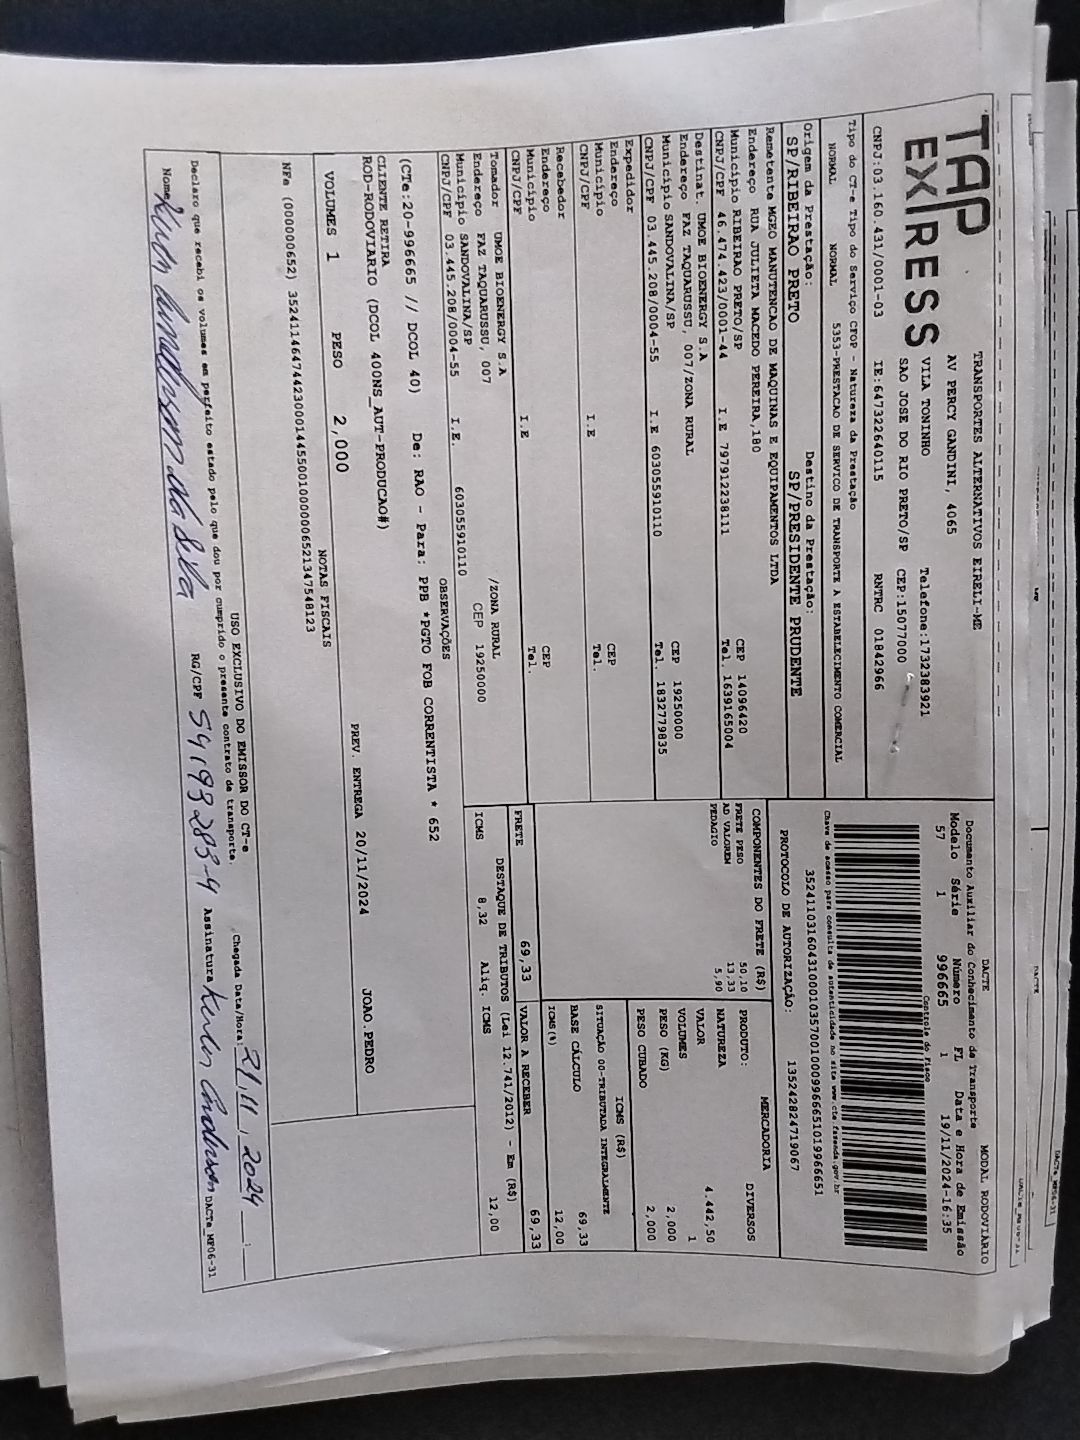 TAP
EXPRESS
TRANSPORTES ALTERNATIVOS EIRELI-ME
AV PERCY GANDINI, 4065
VILA TONINHO Telefone:1732383921
SAO JOSE DO RIO PRETO/SP CEP:15077000
CNPJ:03.160.431/0001-03 IE:647322640115 RNTRC 01842966
Tipo do CT-e Tipo do Serviço CFOP - Natureza da Prestação
NORMAL NORMAL 5353-PRESTACAO DE SERVICO DE TRANSPORTE A ESTABELECIMENTO COMERCIAL
Origem da Prestação: Destino da Prestação:
SP/RIBEIRAO PRETO SP/PRESIDENTE PRUDENTE
Remetente MGEO MANUTENCAO DE MAQUINAS E EQUIPAMENTOS LTDA
Endereço RUA JULIETA MACEDO PEREIRA,180 CEP 14096420
Município RIBEIRAO PRETO/SP Tel. 1639165004
CNPJ/CPF 46.474.423/0001-44 I.E 797912238111
Destinat. UMOE BIOENERGY S.A
Endereço FAZ TAQUARUSSU, 007/ZONA RURAL CEP 19250000
Município SANDOVALINA/SP Tel. 1832779835
CNPJ/CPF 03.445.208/0004-55 I.E 603055910110
Expedidor
Endereço CEP
Município Tel.
CNPJ/CPF I.E
Recebedor
Endereço CEP
Município Tel.
CNPJ/CPF I.E
Tomador UMOE BIOENERGY S.A
Endereço FAZ TAQUARUSSU, 007 /ZONA RURAL
Município SANDOVALINA/SP CEP 19250000
CNPJ/CPF 03.445.208/0004-55 I.E. 603055910110
MODAL RODOVIÁRIO
DACTE
Documento Auxiliar do Conhecimento de Transporte
Modelo Série Número FL Data e Hora de Emissão
57 1 996665 1 19/11/2024-16:35
Controle do Fisco
Chave de acesso para consulta de autenticidade no site www.cte.fazenda.gov.br
35241103160431000103570010009966651019966651
PROTOCOLO DE AUTORIZAÇÃO: 135242824719067
COMPONENTES DO FRETE (R$)
FRETE PESO 50,10
AD VALOREM 13,33
PEDAGIO 5,90
FRETE 69,33
MERCADORIA
PRODUTO: DIVERSOS
NATUREZA
VALOR 4.442,50
VOLUMES 1
PESO (KG) 2,000
PESO CUBADO 2,000
ICMS (R$)
SITUAÇÃO 00-TRIBUTADA INTEGRALMENTE
BASE CÁLCULO 69,33
ICMS(%) 12,00
VALOR A RECEBER 69,33
DESTAQUE DE TRIBUTOS (Lei 12.741/2012) - Em (R$)
ICMS 8,32 Aliq. ICMS 12,00
OBSERVAÇÕES
(CTe:20-996665 // DCOL 40) De: RAO - Para: PPB *PGTO FOB CORRENTISTA * 652
CLIENTE RETIRA
ROD-RODOVIARIO (DCOL 400NS_AUT-PRODUCAO#)
VOLUMES 1 PESO 2,000 PREV. ENTREGA 20/11/2024 JOAO.PEDRO
NOTAS FISCAIS
NFe (000000652) 35241146474423000144550010000006521347548123
USO EXCLUSIVO DO EMISSOR DO CT-e
Declaro que recebi os volumes em perfeito estado pelo que dou por cumprido o presente contrato de transporte.
Chegada Data/Hora: 21,11,2024 :
Nome RG/CPF 54193283-4 Assinatura DACTe_MF06-31